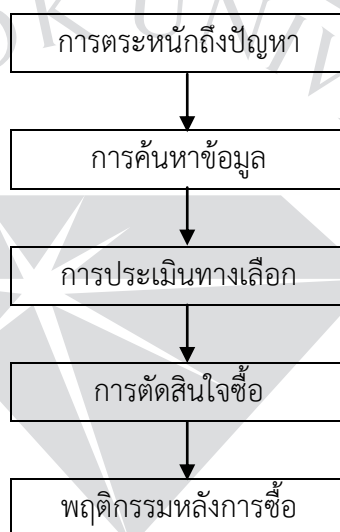 การตระหนักถึงปัญหา
การค้นหาข้อมูล
การประเมินทางเลือก
การตัดสินใจซื้อ
พฤติกรรมหลังการซื้อ